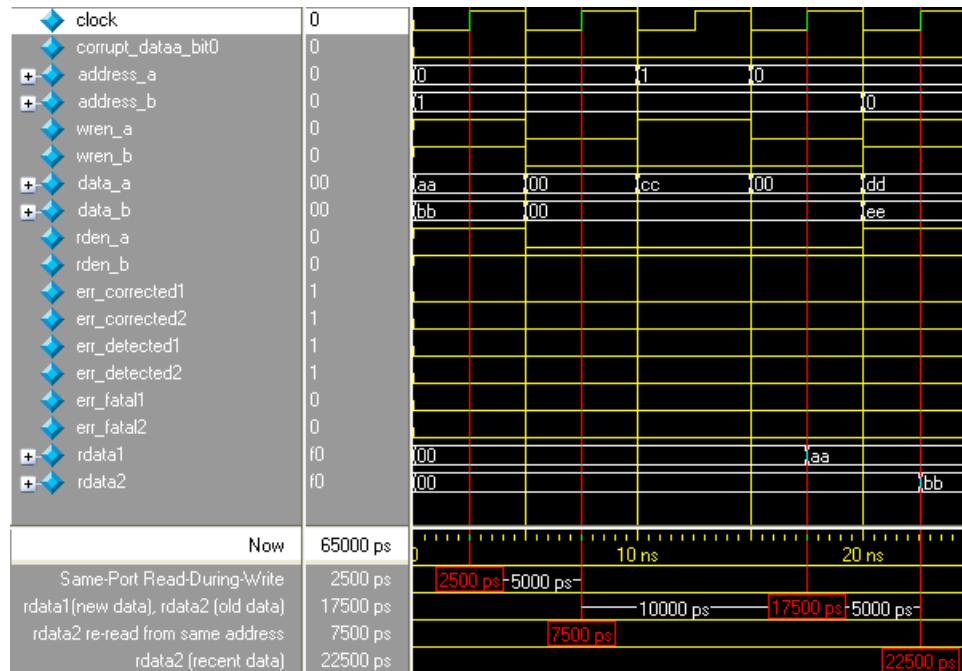 clock 0
corrupt_dataa_bit0 0
address_a 0 0 1 0
address_b 0 1 0
wren_a 0
wren_b 0
data_a 00 aa 00 cc 00 dd
data_b 00 bb 00 ee
rden_a 0
rden_b 0
err_corrected1 1
err_corrected2 1
err_detected1 1
err_detected2 1
err_fatal1 0
err_fatal2 0
rdata1 f0 00 aa
rdata2 f0 00 bb
Now 65000 ps 0 10 ns 20 ns
Same-Port Read-During-Write 2500 ps 2500 ps 5000 ps
rdata1(new data), rdata2 (old data) 17500 ps 10000 ps 17500 ps 5000 ps
rdata2 re-read from same address 7500 ps 7500 ps
rdata2 (recent data) 22500 ps 22500 ps